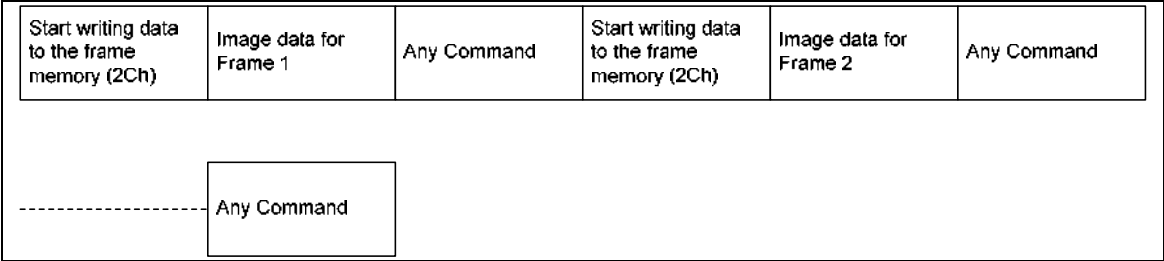 Start writing data
to the frame
memory (2Ch)
Image data for
Frame 1
Any Command
Start writing data
to the frame
memory (2Ch)
Image data for
Frame 2
Any Command
Any Command